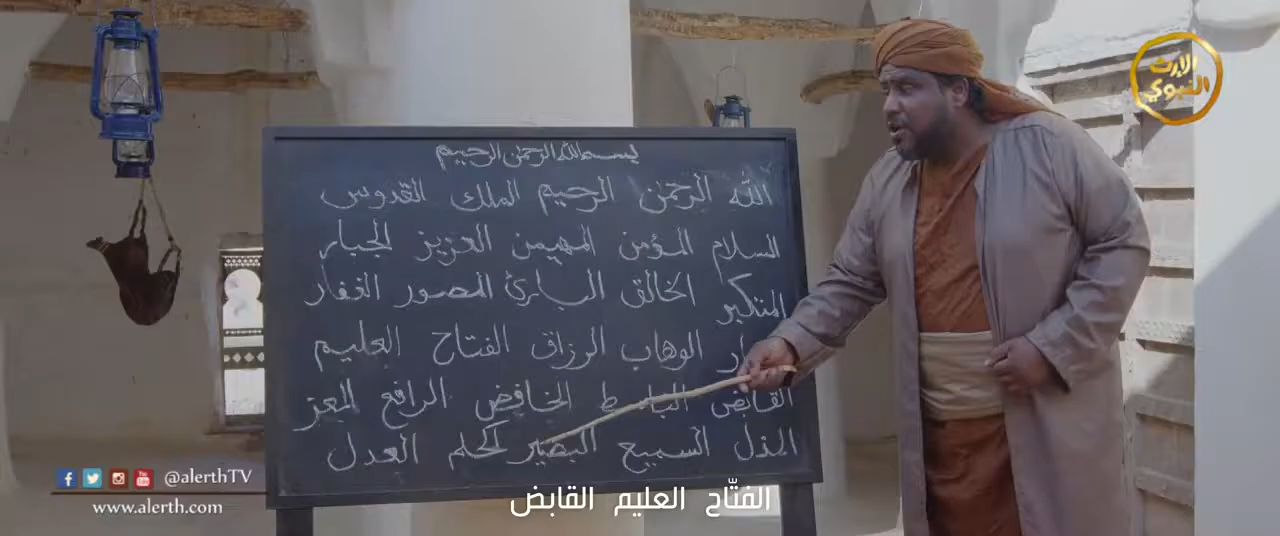 الإرث
النبوي
بسم الله الرحمن الرحيم
الله الرحمن الرحيم الملك القدوس
السلام المؤمن المهيمن العزيز الجبار
المتكبر الخالق البارئ المصور الغفار
ار الوهاب الرزاق الفتاح العليم
القابض الباسط الخافض الرافع المعز
المذل السميع البصير الحكم العدل
الفتّاح العليم القابض
@alerthTV
www.alerth.com